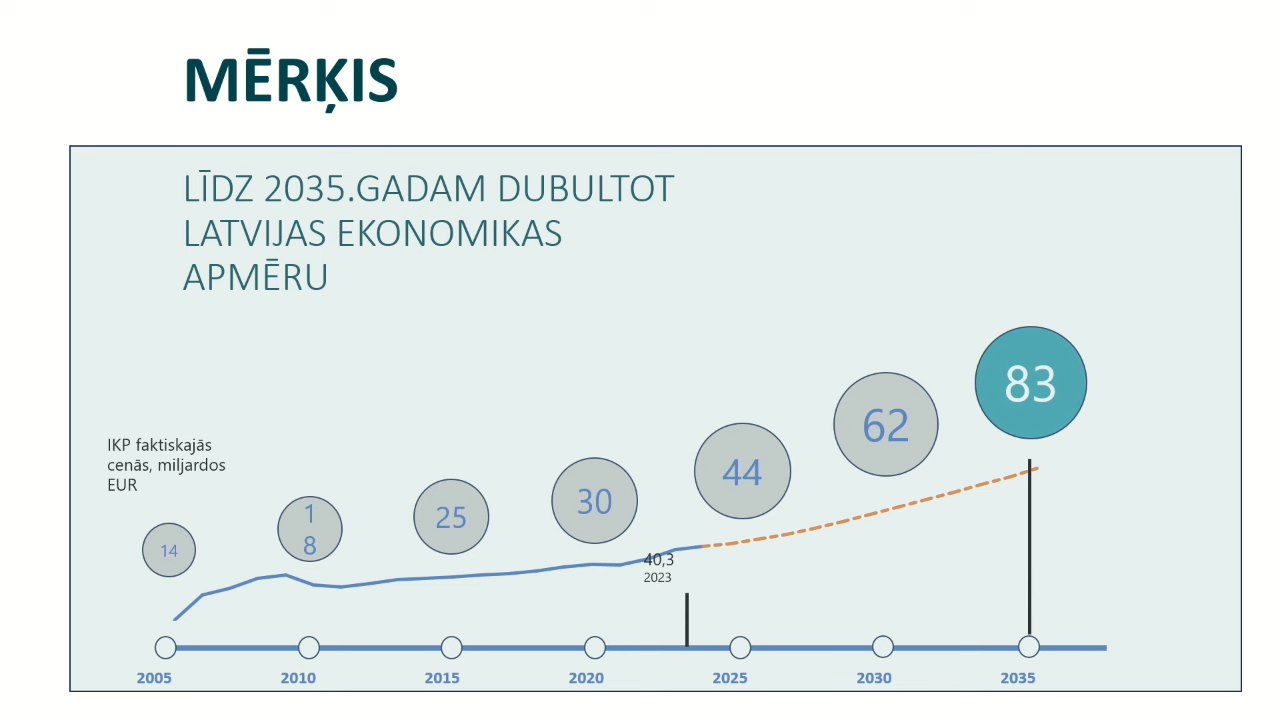 MĒRĶIS
LĪDZ 2035.GADAM DUBULTOT
LATVIJAS EKONOMIKAS
APMĒRU
IKP faktiskajās
cenās, miljardos
EUR
14
1
8
25
30
44
62
83
40,3
2023
2005
2010
2015
2020
2025
2030
2035